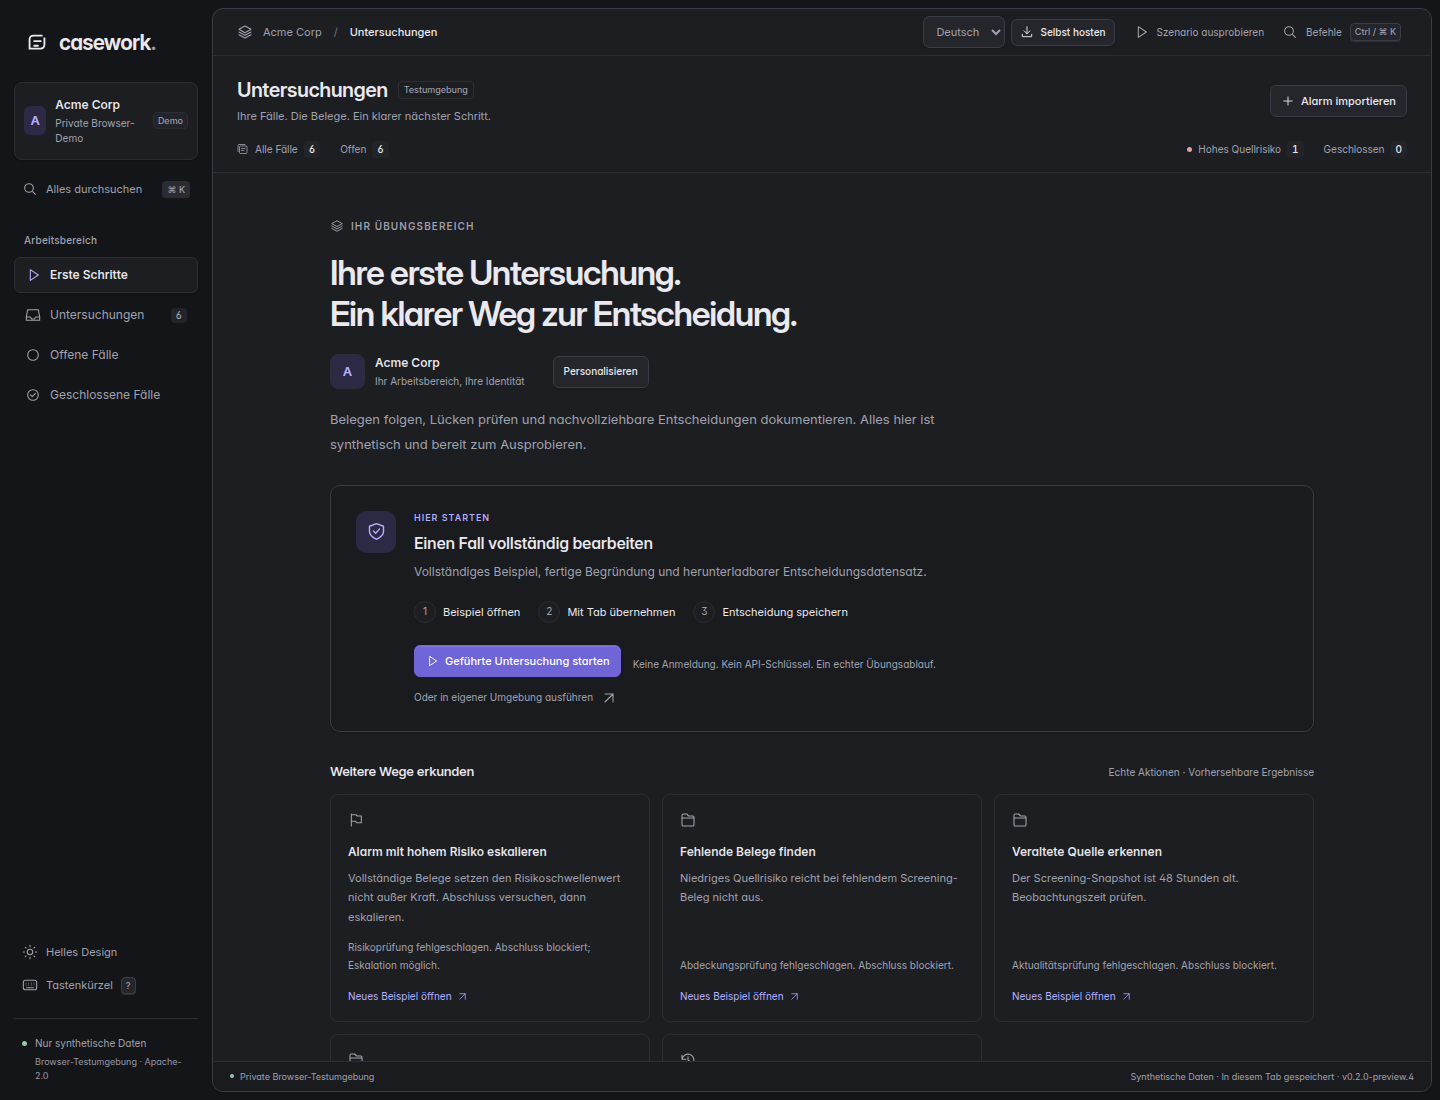 casework.
A
Acme Corp
Private Browser-
Demo
Demo
Alles durchsuchen
⌘ K
Arbeitsbereich
Erste Schritte
Untersuchungen
6
Offene Fälle
Geschlossene Fälle
Helles Design
Tastenkürzel
?
Nur synthetische Daten
Browser-Testumgebung · Apache-
2.0
Acme Corp / Untersuchungen
Deutsch
Selbst hosten
Szenario ausprobieren
Befehle
Ctrl / ⌘ K
Untersuchungen
Testumgebung
Ihre Fälle. Die Belege. Ein klarer nächster Schritt.
Alarm importieren
Alle Fälle 6
Offen 6
Hohes Quellrisiko 1
Geschlossen 0
IHR ÜBUNGSBEREICH
Ihre erste Untersuchung.
Ein klarer Weg zur Entscheidung.
A
Acme Corp
Ihr Arbeitsbereich, Ihre Identität
Personalisieren
Belegen folgen, Lücken prüfen und nachvollziehbare Entscheidungen dokumentieren. Alles hier ist
synthetisch und bereit zum Ausprobieren.
HIER STARTEN
Einen Fall vollständig bearbeiten
Vollständiges Beispiel, fertige Begründung und herunterladbarer Entscheidungsdatensatz.
1 Beispiel öffnen
2 Mit Tab übernehmen
3 Entscheidung speichern
Geführte Untersuchung starten
Keine Anmeldung. Kein API-Schlüssel. Ein echter Übungsablauf.
Oder in eigener Umgebung ausführen
Weitere Wege erkunden
Echte Aktionen · Vorhersehbare Ergebnisse
Alarm mit hohem Risiko eskalieren
Vollständige Belege setzen den Risikoschwellenwert
nicht außer Kraft. Abschluss versuchen, dann
eskalieren.
Risikoprüfung fehlgeschlagen. Abschluss blockiert;
Eskalation möglich.
Neues Beispiel öffnen
Fehlende Belege finden
Niedriges Quellrisiko reicht bei fehlendem Screening-
Beleg nicht aus.
Abdeckungsprüfung fehlgeschlagen. Abschluss blockiert.
Neues Beispiel öffnen
Veraltete Quelle erkennen
Der Screening-Snapshot ist 48 Stunden alt.
Beobachtungszeit prüfen.
Aktualitätsprüfung fehlgeschlagen. Abschluss blockiert.
Neues Beispiel öffnen
Private Browser-Testumgebung
Synthetische Daten · In diesem Tab gespeichert · v0.2.0-preview.4